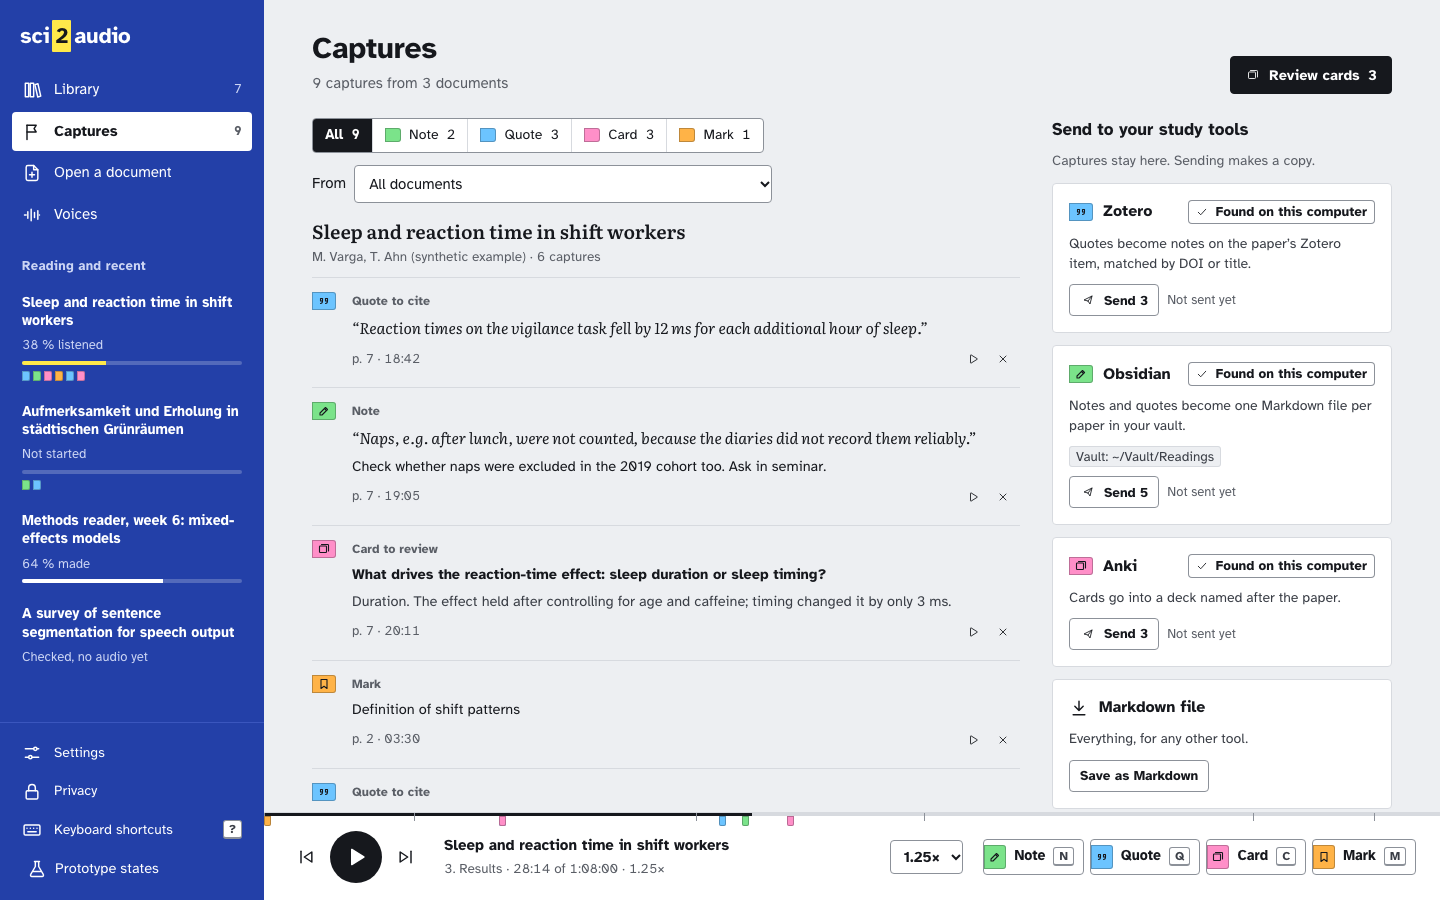 sci2audio
Library 7
Captures 9
Open a document
Voices
Reading and recent
Sleep and reaction time in shift
workers
38 % listened
Aufmerksamkeit und Erholung in
städtischen Grünräumen
Not started
Methods reader, week 6: mixed-
effects models
64 % made
A survey of sentence
segmentation for speech output
Checked, no audio yet
Settings
Privacy
Keyboard shortcuts ?
Prototype states
Captures
9 captures from 3 documents
Review cards 3
All 9 Note 2 Quote 3 Card 3 Mark 1
From All documents
Sleep and reaction time in shift workers
M. Varga, T. Ahn (synthetic example) · 6 captures
Quote to cite
“Reaction times on the vigilance task fell by 12 ms for each additional hour of sleep.”
p. 7 · 18:42
Note
“Naps, e.g. after lunch, were not counted, because the diaries did not record them reliably.”
Check whether naps were excluded in the 2019 cohort too. Ask in seminar.
p. 7 · 19:05
Card to review
What drives the reaction-time effect: sleep duration or sleep timing?
Duration. The effect held after controlling for age and caffeine; timing changed it by only 3 ms.
p. 7 · 20:11
Mark
Definition of shift patterns
p. 2 · 03:30
Quote to cite
Send to your study tools
Captures stay here. Sending makes a copy.
Zotero Found on this computer
Quotes become notes on the paper’s Zotero
item, matched by DOI or title.
Send 3 Not sent yet
Obsidian Found on this computer
Notes and quotes become one Markdown file per
paper in your vault.
Vault: ~/Vault/Readings
Send 5 Not sent yet
Anki Found on this computer
Cards go into a deck named after the paper.
Send 3 Not sent yet
Markdown file
Everything, for any other tool.
Save as Markdown
Sleep and reaction time in shift workers
3. Results · 28:14 of 1:08:00 · 1.25×
1.25×
Note N Quote Q Card C Mark M